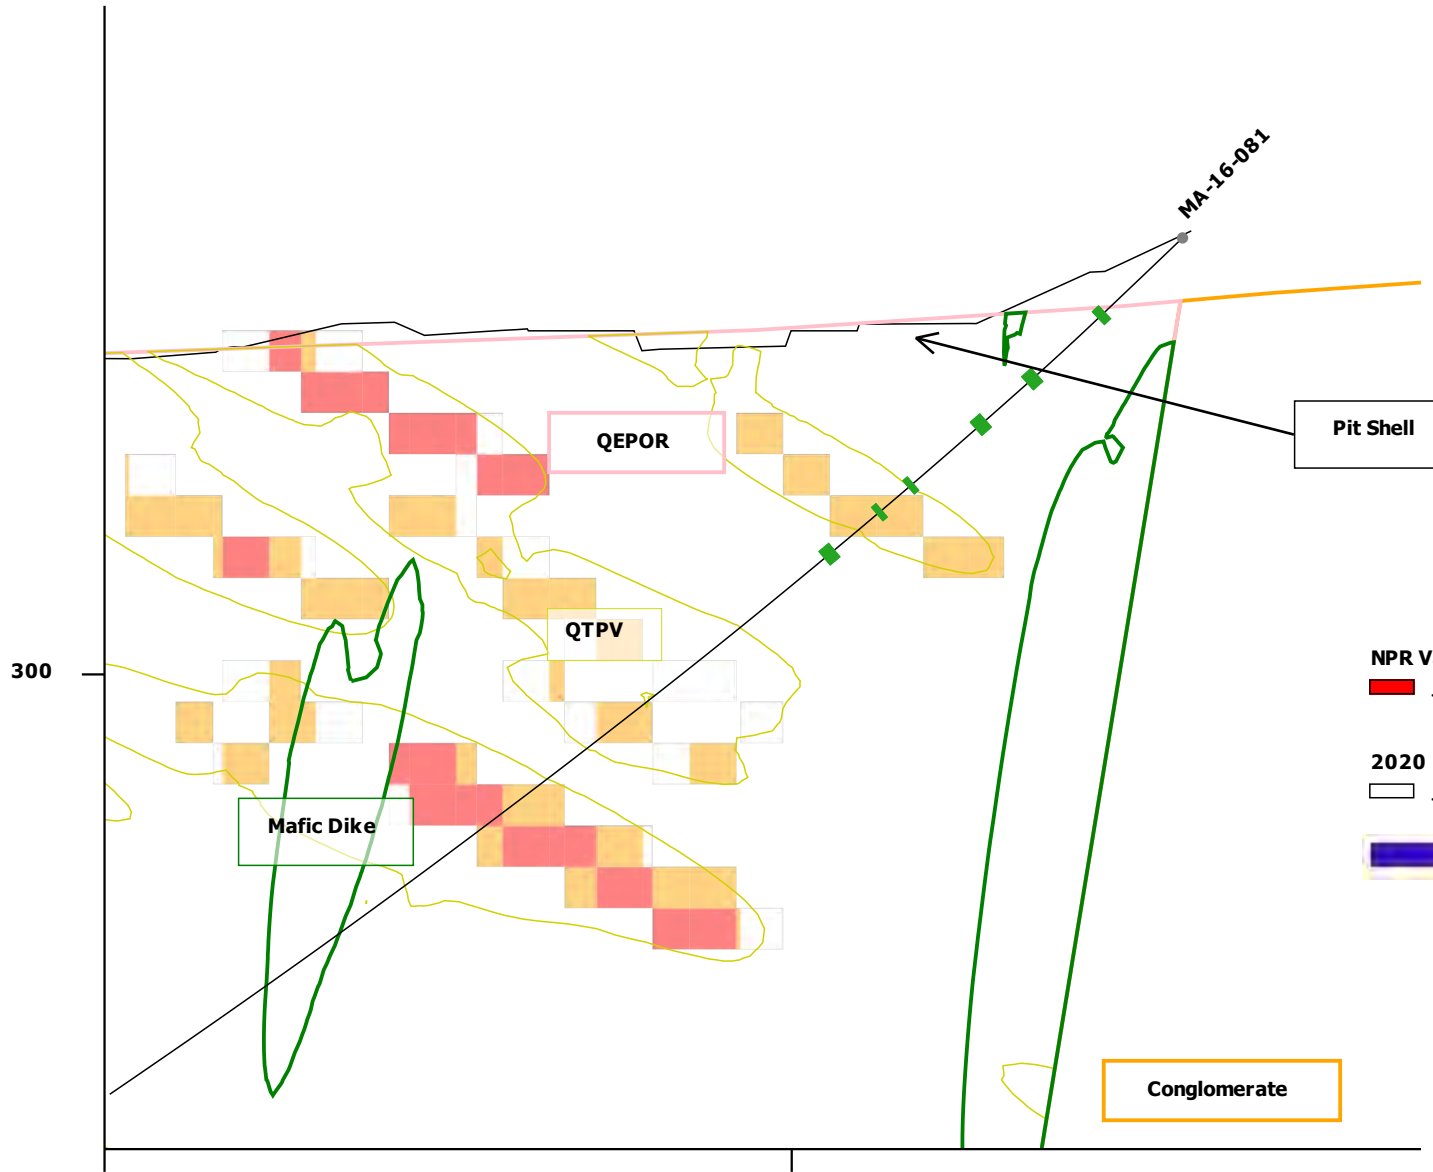 MA-16-081
QEPOR
Pit Shell
QTPV
300
NPR V
2020
Mafic Dike
Conglomerate